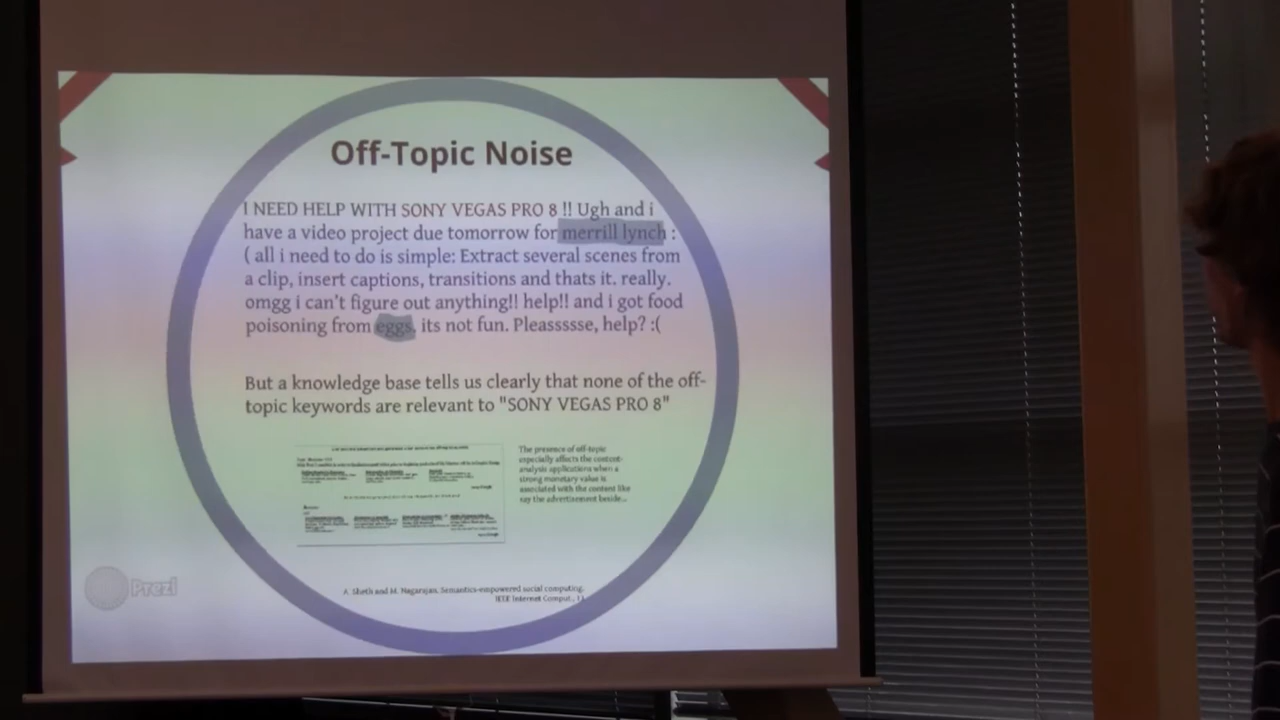 Off-Topic Noise
I NEED HELP WITH SONY VEGAS PRO 8 !! Ugh and i
have a video project due tomorrow for merrill lynch :
( all i need to do is simple: Extract several scenes from
a clip, insert captions, transitions and thats it. really.
omgg i can't figure out anything!! help!! and i got food
poisoning from eggs. its not fun. Pleassssse, help? :(
But a knowledge base tells us clearly that none of the off-
topic keywords are relevant to "SONY VEGAS PRO 8"
The presence of off-topic
especially affects the content-
analysis applications when a
strong monetary value is
associated with the content like
say the advertisement beside...
A. Sheth and M. Nagarajan. Semantics-empowered social computing.
IEEE Internet Comput., 13
Prezi